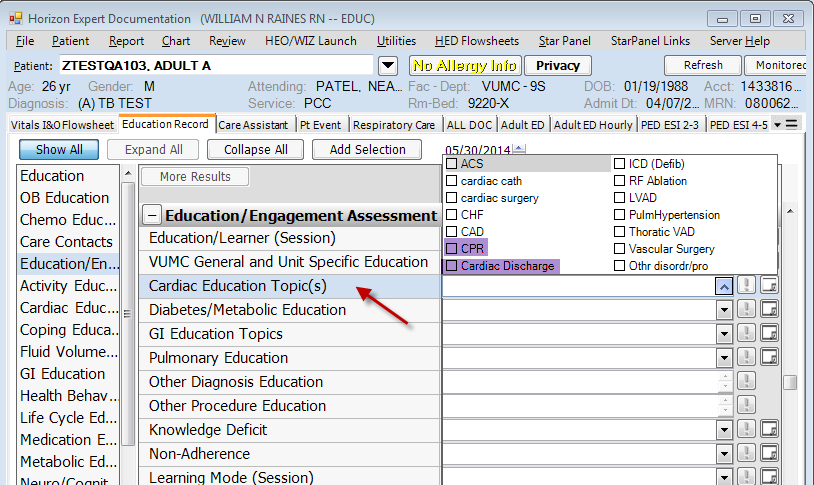 Horizon Expert Documentation (WILLIAM N RAINES RN -- EDUC)
File Patient Report Chart Review HEO/WIZ Launch Utilities HED Flowsheets Star Panel StarPanel Links Server Help
Patient: ZTESTQA103, ADULT A No Allergy Info Privacy Refresh Monitored
Age: 26 yr Gender: M Attending: PATEL, NEA... Fac - Dept: VUMC - 9S DOB: 01/19/1988 Acct: 1433816...
Diagnosis: (A) TB TEST Service: PCC Rm-Bed: 9220-X Admit Dt: 04/07/2... MRN: 080062...
Vitals I&O Flowsheet Education Record Care Assistant Pt Event Respiratory Care ALL DOC Adult ED Adult ED Hourly PED ESI 2-3 PED ESI 4-5
Show All Expand All Collapse All Add Selection 05/30/2014
Education
OB Education
Chemo Educ...
Care Contacts
Education/En...
Activity Educ...
Cardiac Educ...
Coping Educa...
Fluid Volume...
GI Education
Health Behav...
Life Cycle Ed...
Medication E...
Metabolic Ed...
Neuro/Cognit
More Results
Education/Engagement Assessment
Education/Learner (Session)
VUMC General and Unit Specific Education
Cardiac Education Topic(s)
Diabetes/Metabolic Education
GI Education Topics
Pulmonary Education
Other Diagnosis Education
Other Procedure Education
Knowledge Deficit
Non-Adherence
Learning Mode (Session)
ACS
cardiac cath
cardiac surgery
CHF
CAD
CPR
Cardiac Discharge
ICD (Defib)
RF Ablation
LVAD
PulmHypertension
Thoratic VAD
Vascular Surgery
Othr disordr/pro